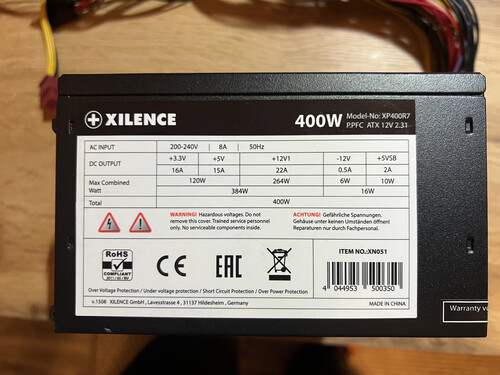 XILENCE
400W Model-No: XP400R7
P.PFC ATX 12V 2.31
AC INPUT 200-240V 8A 50Hz
DC OUTPUT +3.3V +5V +12V1 -12V +5VSB
16A 15A 22A 0.5A 2A
Max Combined Watt 120W 264W 6W 10W
384W 16W
Total 400W
WARNING! Hazardous voltages. Do not
remove this cover. Trained service personnel
only. No serviceable components inside.
ACHTUNG! Gefährliche Spannungen.
Gehäuse unter keinen Umständen öffnen!
Reparaturen nur durch Fachpersonal.
RoHS
COMPLIANT
2011/65/EU
CE
EAC
ITEM NO.:XN051
4 044953 500350
Over Voltage Protection / Under voltage protection / Short Circuit Protection / Over Power Protection
v.1508 XILENCE GmbH, Lavesstrasse 4, 31137 Hildesheim, Germany
MADE IN CHINA
Warranty v